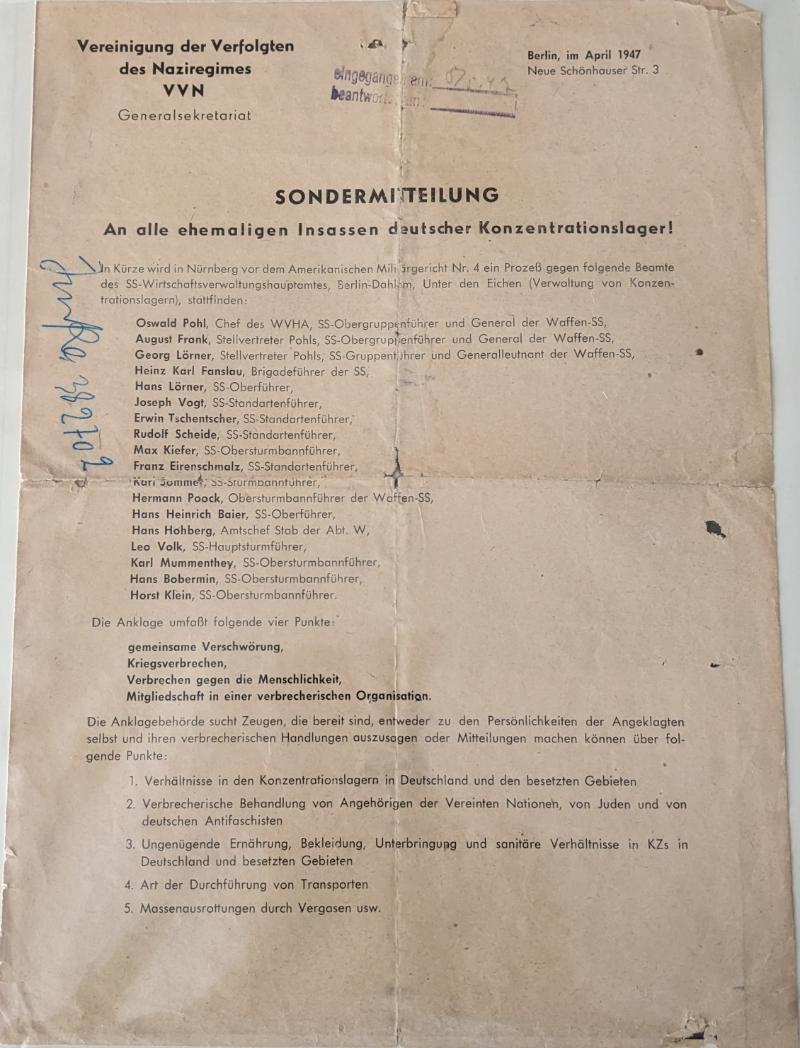 Vereinigung der Verfolgten
des Naziregimes
VVN
Generalsekretariat
eingegangen am:
beantwortet am:
Berlin, im April 1947
Neue Schönhauser Str. 3
SONDERMITTEILUNG
An alle ehemaligen Insassen deutscher Konzentrationslager!
In Kürze wird in Nürnberg vor dem Amerikanischen Militärgericht Nr. 4 ein Prozeß gegen folgende Beamte
des SS-Wirtschaftsverwaltungshauptamtes, Berlin-Dahlem, Unter den Eichen (Verwaltung von Konzen-
trationslagern), stattfinden:
Oswald Pohl, Chef des WVHA, SS-Obergruppenführer und General der Waffen-SS,
August Frank, Stellvertreter Pohls, SS-Obergruppenführer und General der Waffen-SS,
Georg Lörner, Stellvertreter Pohls, SS-Gruppenführer und Generalleutnant der Waffen-SS,
Heinz Karl Fanslau, Brigadeführer der SS,
Hans Lörner, SS-Oberführer,
Joseph Vogt, SS-Standartenführer,
Erwin Tschentscher, SS-Standartenführer,
Rudolf Scheide, SS-Standartenführer,
Max Kiefer, SS-Obersturmbannführer,
Franz Eirenschmalz, SS-Standartenführer,
Karl Sommer, SS-Sturmbannführer,
Hermann Poock, Obersturmbannführer der Waffen-SS,
Hans Heinrich Baier, SS-Oberführer,
Hans Hohberg, Amtschef Stab der Abt. W,
Leo Volk, SS-Hauptsturmführer,
Karl Mummenthey, SS-Obersturmbannführer,
Hans Bobermin, SS-Obersturmbannführer,
Horst Klein, SS-Obersturmbannführer.
Die Anklage umfaßt folgende vier Punkte:
gemeinsame Verschwörung,
Kriegsverbrechen,
Verbrechen gegen die Menschlichkeit,
Mitgliedschaft in einer verbrecherischen Organisation.
Die Anklagebehörde sucht Zeugen, die bereit sind, entweder zu den Persönlichkeiten der Angeklagten
selbst und ihren verbrecherischen Handlungen auszusagen oder Mitteilungen machen können über fol-
gende Punkte:
1. Verhältnisse in den Konzentrationslagern in Deutschland und den besetzten Gebieten
2. Verbrecherische Behandlung von Angehörigen der Vereinten Nationen, von Juden und von
deutschen Antifaschisten
3. Ungenügende Ernährung, Bekleidung, Unterbringung und sanitäre Verhältnisse in KZs in
Deutschland und besetzten Gebieten
4. Art der Durchführung von Transporten
5. Massenausrottungen durch Vergasen usw.